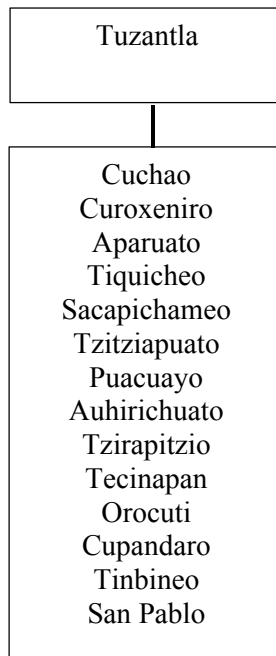 Tuzantla
Cuchao
Curoxeniro
Aparuato
Tiquicheo
Sacapichameo
Tzitziapuato
Puacuayo
Auhirichuato
Tzirapitzio
Tecinapan
Orocuti
Cupandaro
Tinbineo
San Pablo